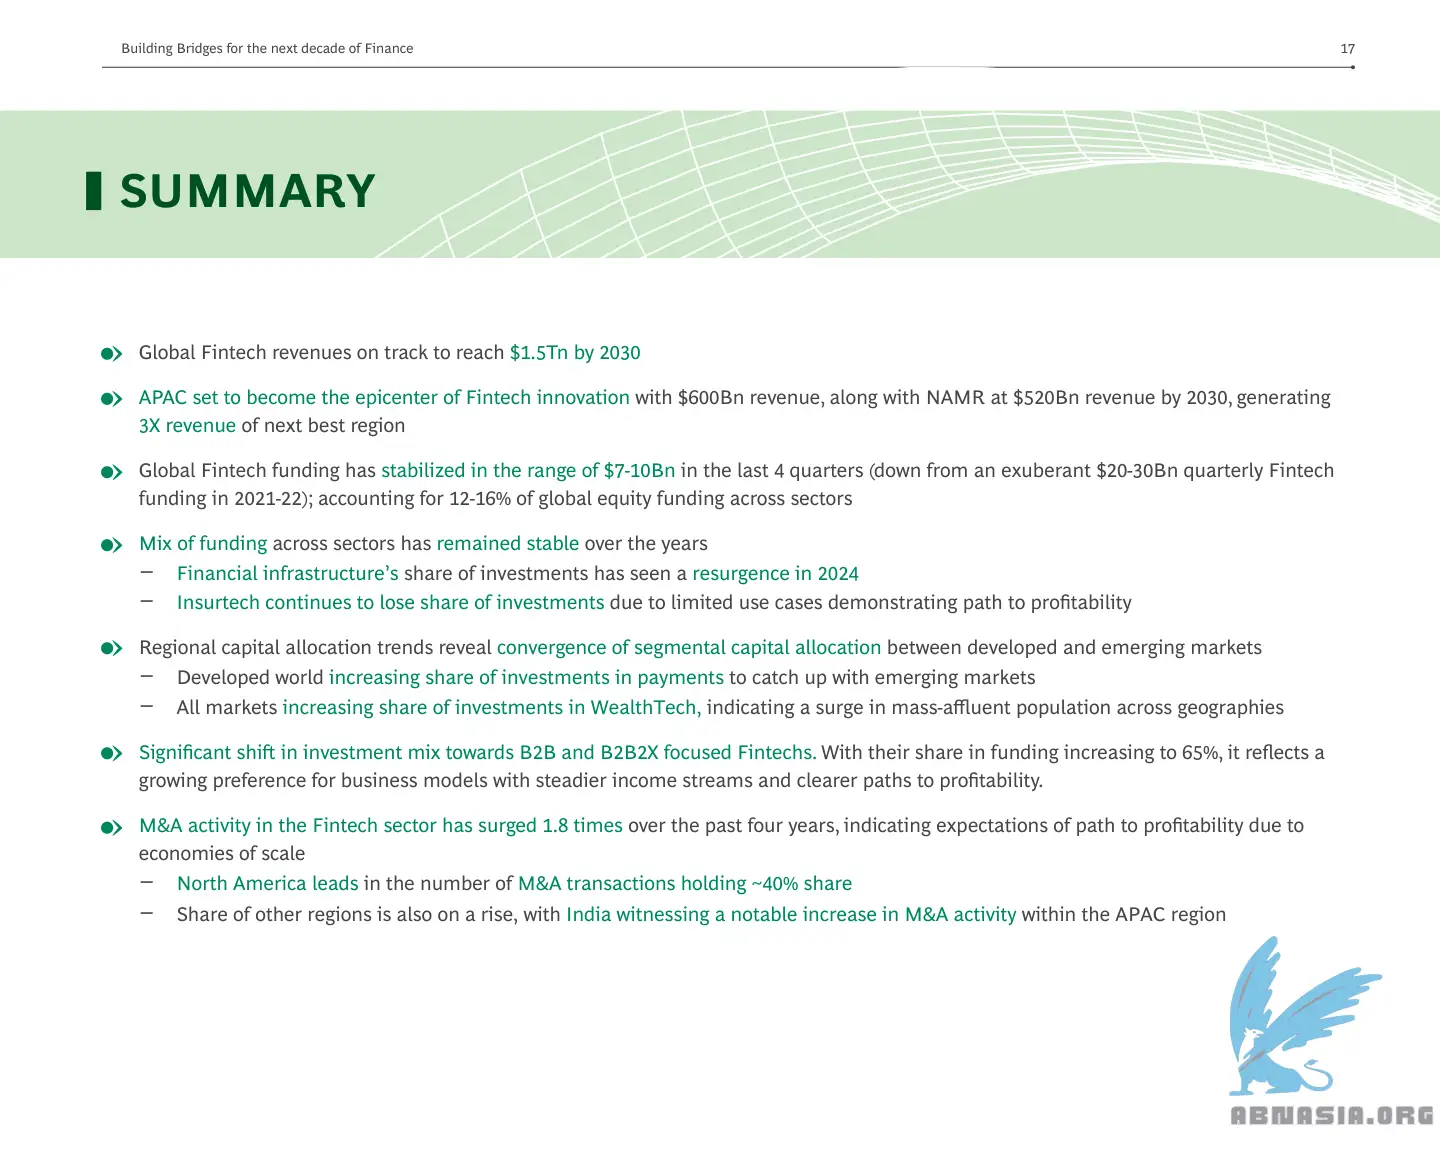 Building Bridges for the next decade of Finance
17
SUMMARY
Global Fintech revenues on track to reach $1.5Tn by 2030
APAC set to become the epicenter of Fintech innovation with $600Bn revenue, along with NAMR at $520Bn revenue by 2030, generating
3X revenue of next best region
Global Fintech funding has stabilized in the range of $7-10Bn in the last 4 quarters (down from an exuberant $20-30Bn quarterly Fintech
funding in 2021-22); accounting for 12-16% of global equity funding across sectors
Mix of funding across sectors has remained stable over the years
– Financial infrastructure’s share of investments has seen a resurgence in 2024
– Insurtech continues to lose share of investments due to limited use cases demonstrating path to profitability
Regional capital allocation trends reveal convergence of segmental capital allocation between developed and emerging markets
– Developed world increasing share of investments in payments to catch up with emerging markets
– All markets increasing share of investments in WealthTech, indicating a surge in mass-affluent population across geographies
Significant shift in investment mix towards B2B and B2B2X focused Fintechs. With their share in funding increasing to 65%, it reflects a
growing preference for business models with steadier income streams and clearer paths to profitability.
M&A activity in the Fintech sector has surged 1.8 times over the past four years, indicating expectations of path to profitability due to
economies of scale
– North America leads in the number of M&A transactions holding ~40% share
– Share of other regions is also on a rise, with India witnessing a notable increase in M&A activity within the APAC region
ABNASIA.ORG